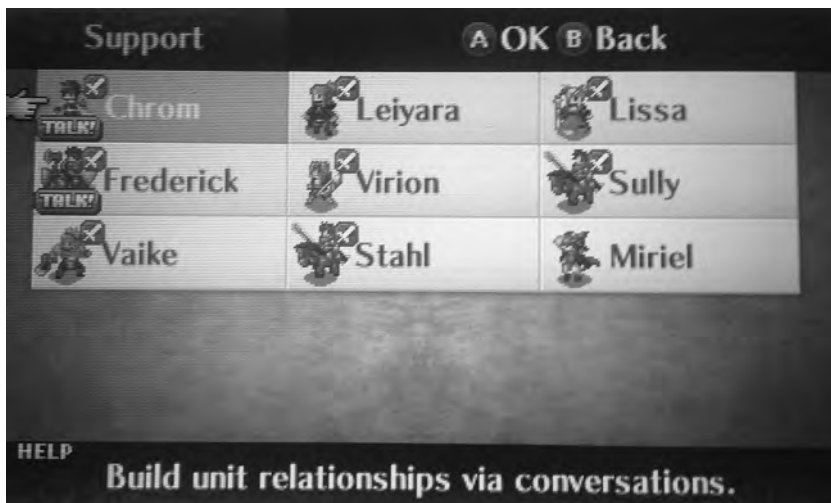 Support
A OK B Back
Chrom
TALK!
Leiyara
Lissa
Frederick
TALK!
Virion
Sully
Vaike
Stahl
Miriel
HELP
Build unit relationships via conversations.